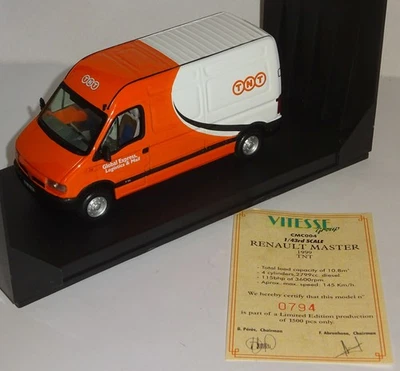 TNT
TNT
Global Express,
Logistics & Mail
VITESSE
group
CMC004
1/43rd SCALE
RENAULT MASTER
1999
TNT
- Total load capacity of 10.8m³
- 4 cylinders, 2799cc. diesel
- 115bhp at 3600rpm
- Aprox. max. speed: 145 Km/h
We hereby certify that this model nº
0794
is part of a Limited Edition production
of 1500 pcs only.
Chairman
Chairman